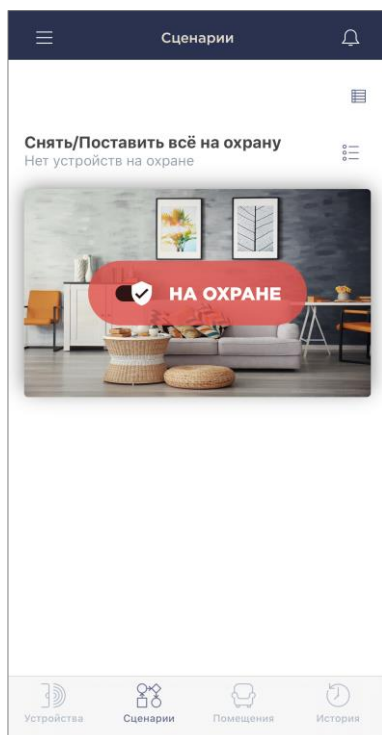 Сценарии
Снять/Поставить всё на охрану
Нет устройств на охране
НА ОХРАНЕ
Устройства
Сценарии
Помещения
История